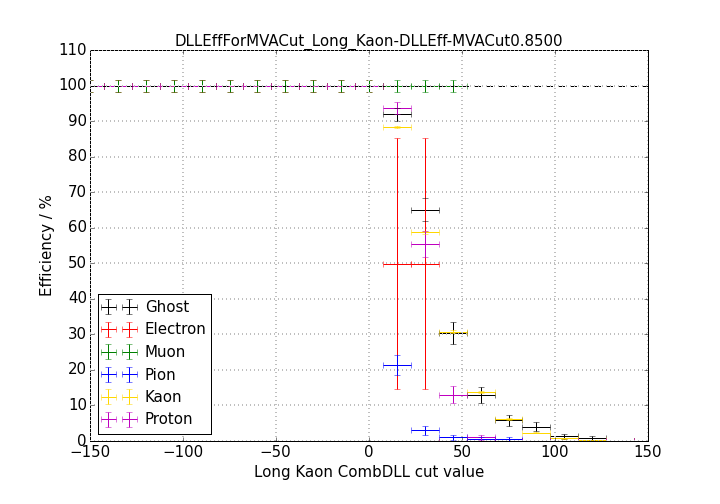 DLLEffForMVACut_Long_Kaon-DLLEff-MVACut0.8500
110
100
90
80
70
60
50
40
30
20
10
0
Efficiency / %
Ghost
Electron
Muon
Pion
Kaon
Proton
−150
−100
−50
0
50
100
150
Long Kaon CombDLL cut value